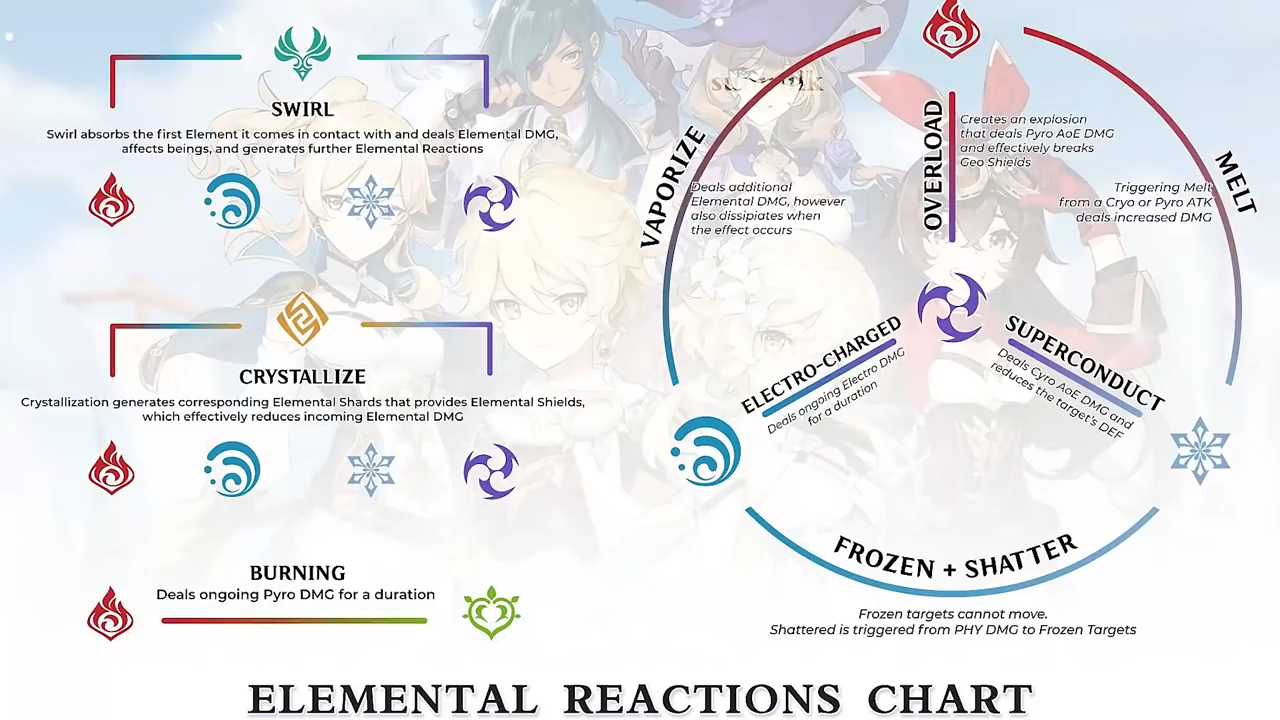 SWIRL
Swirl absorbs the first Element it comes in contact with and deals Elemental DMG,
affects beings, and generates further Elemental Reactions
CRYSTALLIZE
Crystallization generates corresponding Elemental Shards that provides Elemental Shields,
which effectively reduces incoming Elemental DMG
BURNING
Deals ongoing Pyro DMG for a duration
VAPORIZE
Deals additional
Elemental DMG, however
also dissipiates when
the effect occurs
OVERLOAD
Creates an explosion
that deals Pyro AoE DMG
and effectively breaks
Geo Shields
MELT
Triggering Melt
from a Cryo or Pyro ATK
deals increased DMG
ELECTRO-CHARGED
Deals ongoing Electro DMG
for a duration
SUPERCONDUCT
Deals Cyro AoE DMG and
reduces the target's DEF
FROZEN + SHATTER
Frozen targets cannot move.
Shattered is triggered from PHY DMG to Frozen Targets
ELEMENTAL REACTIONS CHART